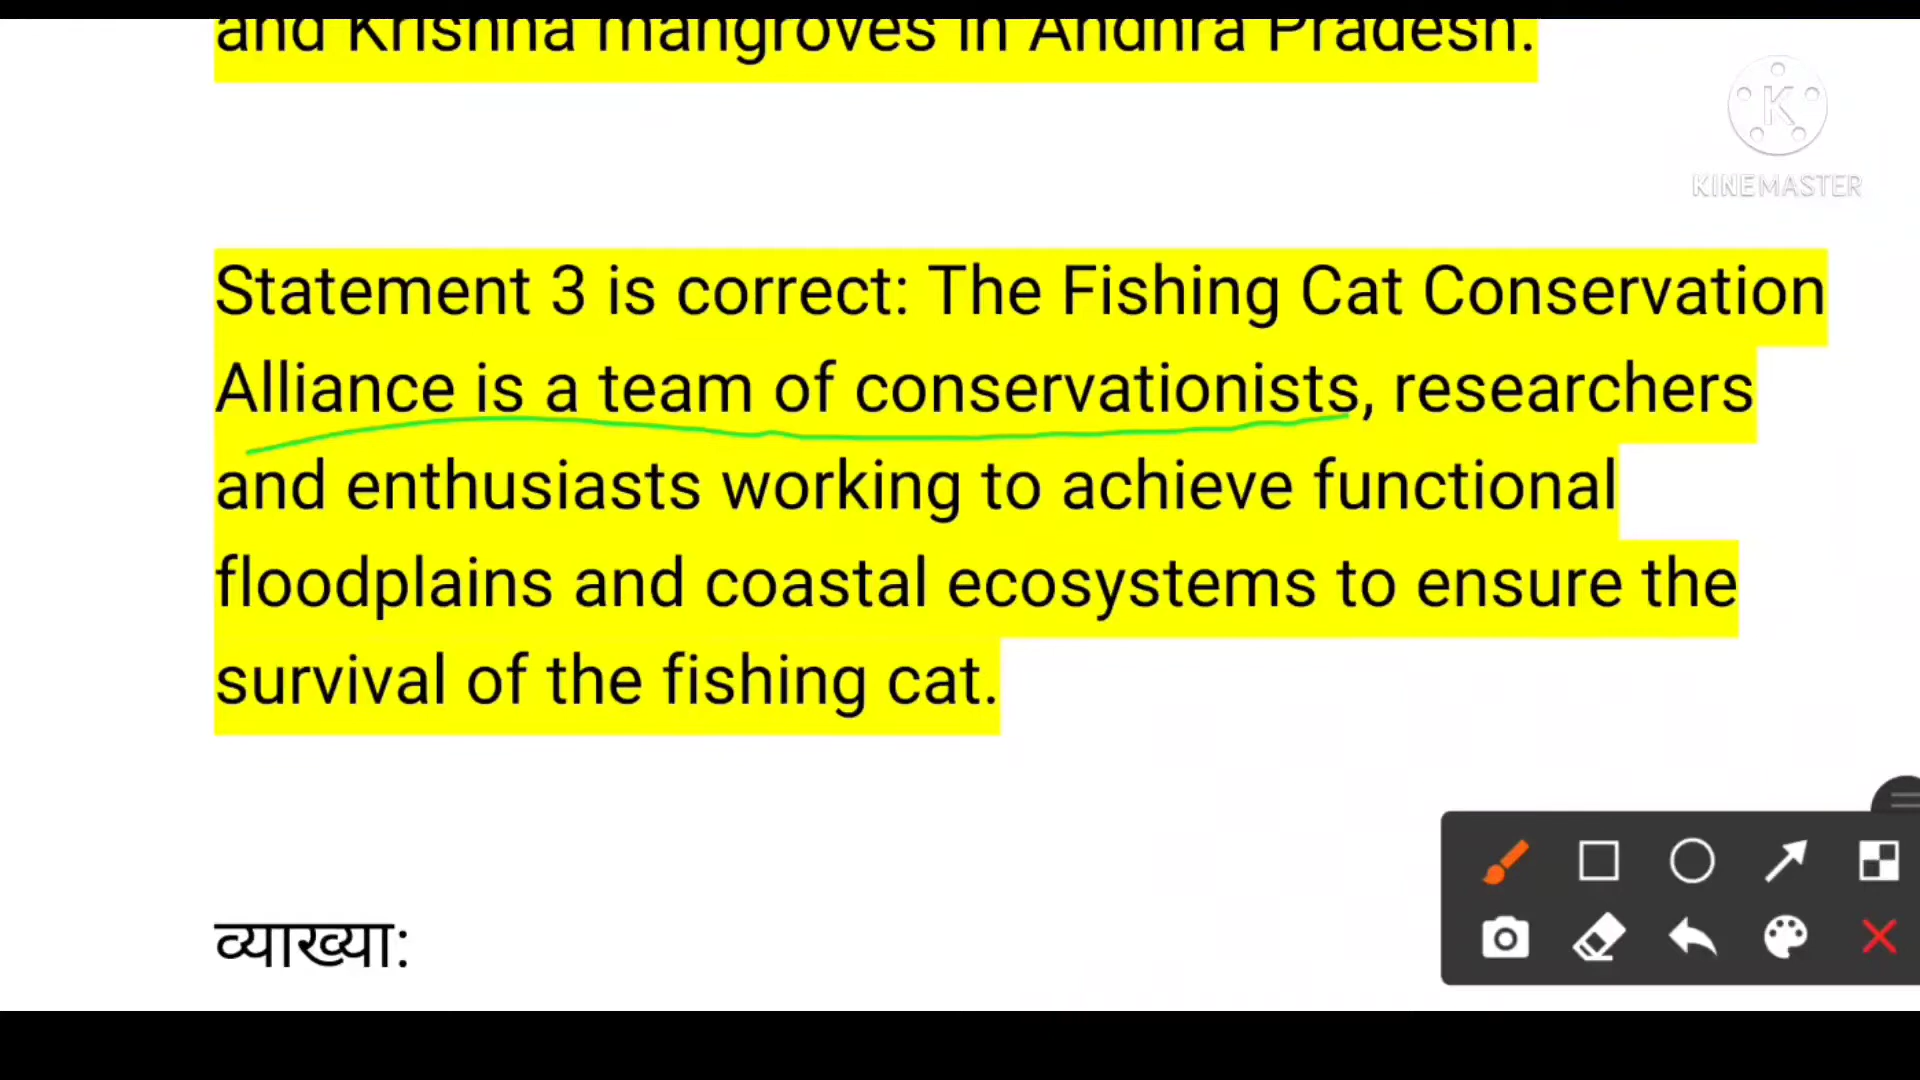 and Krishna mangroves in Andhra Pradesh.
KINEMASTER
Statement 3 is correct: The Fishing Cat Conservation
Alliance is a team of conservationists, researchers
and enthusiasts working to achieve functional
floodplains and coastal ecosystems to ensure the
survival of the fishing cat.
व्याख्या: